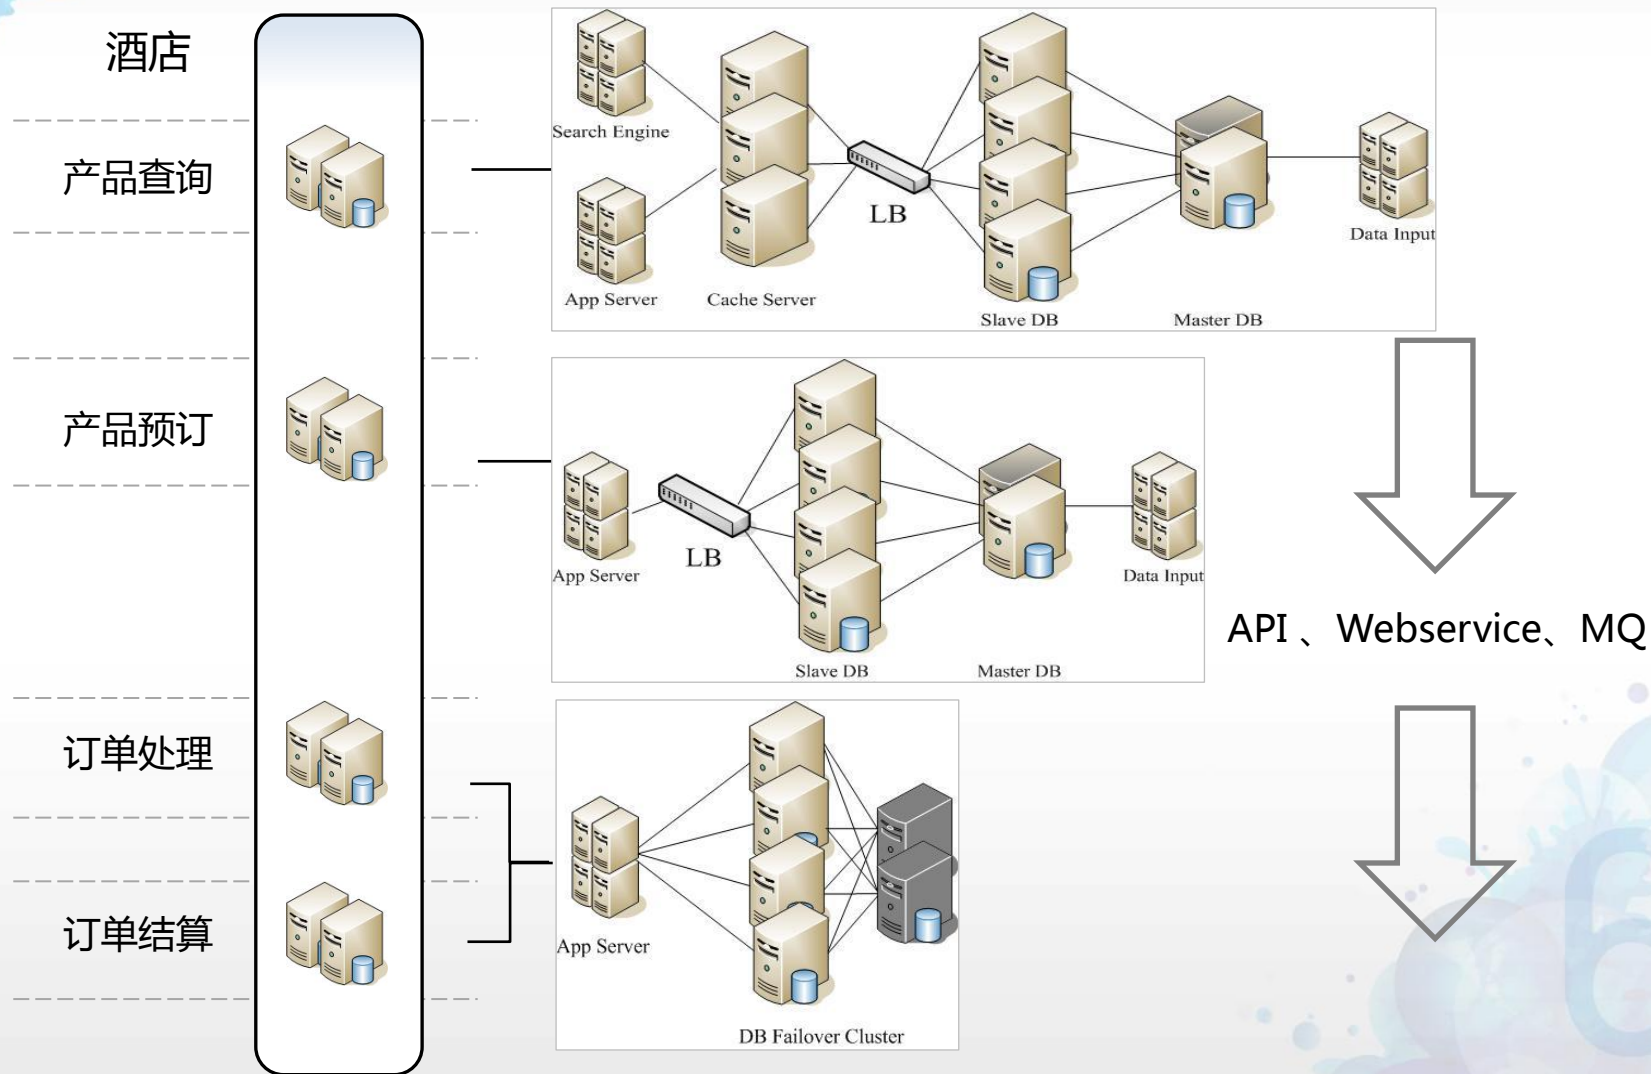 酒店
产品查询
产品预订
订单处理
订单结算
Search Engine
App Server
Cache Server
LB
Slave DB
Master DB
Data Input
App Server
LB
Slave DB
Master DB
Data Input
App Server
DB Failover Cluster
API 、Webservice、MQ